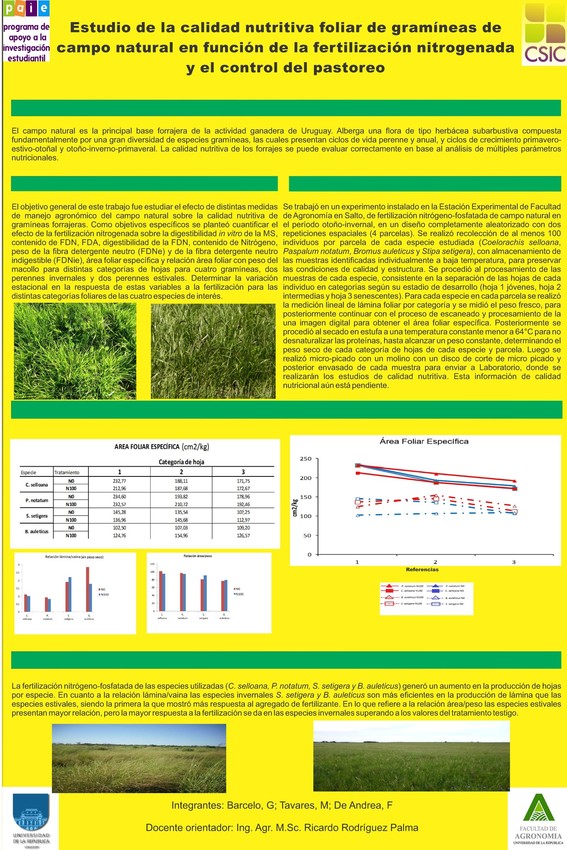 paie
programa de
apoyo a la
investigación
estudiantil
Estudio de la calidad nutritiva foliar de gramíneas de
campo natural en función de la fertilización nitrogenada
y el control del pastoreo
CSIC
El campo natural es la principal base forrajera de la actividad ganadera de Uruguay. Alberga una flora de tipo herbácea subarbustiva compuesta
fundamentalmente por una gran diversidad de especies gramíneas, las cuales presentan ciclos de vida perenne y anual, y ciclos de crecimiento primavero-
estivo-otoñal y otoño-inverno-primaveral. La calidad nutritiva de los forrajes se puede evaluar correctamente en base al análisis de múltiples parámetros
nutricionales.
El objetivo general de este trabajo fue estudiar el efecto de distintas medidas
de manejo agronómico del campo natural sobre la calidad nutritiva de
gramíneas forrajeras. Como objetivos específicos se planteó cuantificar el
efecto de la fertilización nitrogenada sobre la digestibilidad in vitro de la MS,
contenido de FDN, FDA, digestibilidad de la FDN, contenido de Nitrógeno,
peso de la fibra detergente neutro (FDNe) y de la fibra detergente neutro
indigestible (FDNe), área foliar específica y relación área foliar con peso del
macollo para distintas categorías de hojas para cuatro gramíneas, dos
perennes invernales y dos perennes estivales. Determinar la variación
estacional en la respuesta de estas variables a la fertilización para las
distintas categorías foliares de las cuatro especies de interés.
Se trabajó en un experimento instalado en la Estación Experimental de Facultad
de Agronomía en Salto, de fertilización nitrógeno-fosfatada de campo natural en
el período otoño-invernal, en un diseño completamente aleatorizado con dos
repeticiones espaciales (4 parcelas). Se realizó recolección de al menos 100
individuos por parcela de cada especie estudiada (Coelorachis selloana,
Paspalum notatum, Bromus auleticus y Stipa setigera), con almacenamiento de
las muestras identificadas individualmente a baja temperatura, para preservar
las condiciones de calidad y estructura. Se procedió al procesamiento de las
muestras de cada especie, consistente en la separación de las hojas de cada
individuo en categorías según su estadio de desarrollo (hoja 1 jóvenes, hoja 2
intermedias y hoja 3 senescentes). Para cada especie en cada parcela se realizó
la medición lineal de lámina foliar por categoría y se midió el peso fresco, para
posteriormente continuar con el proceso de escaneado y procesamiento de la
una imagen digital para obtener el área foliar específica. Posteriormente se
procedió al secado en estufa a una temperatura constante menor a 64°C para no
desnaturalizar las proteínas, hasta alcanzar un peso constante, determinando el
peso seco de cada categoría de hojas de cada especie y parcela. Luego se
realizó micro-picado con un molino con un disco de corte de micro picado y
posterior envasado de cada muestra para enviar a Laboratorio, donde se
realizarán los estudios de calidad nutritiva. Esta información de calidad
nutricional aún está pendiente.
AREA FOLIAR ESPECÍFICA (cm2/kg)
Categoría de hoja
Especie Tratamiento 1 2 3
C. selloana N0 232,77 188,11 171,75
N100 212,96 187,68 172,67
P. notatum N0 234,60 193,82 178,96
N100 232,57 210,72 192,46
S. setigera N0 145,28 135,54 107,25
N100 136,96 145,68 112,97
B. auleticus N0 102,50 107,03 109,20
N100 124,76 154,96 126,57
Área Foliar Específica
cm2/kg
250
200
150
100
50
0
1 2 3
Referencias
Relación lámina/vaina (en peso seco)
La fertilización nitrógeno-fosfatada de las especies utilizadas (C. selloana, P. notatum, S. setigera y B. auleticus) generó un aumento en la producción de hojas
por especie. En cuanto a la relación lámina/vaina las especies invernales S. setigera y B. auleticus son más eficientes en la producción de lámina que las
especies estivales, siendo la primera la que mostró más respuesta al agregado de fertilizante. En lo que refiere a la relación área/peso las especies estivales
presentan mayor relación, pero la mayor respuesta a la fertilización se da en las especies invernales superando a los valores del tratamiento testigo.
Integrantes: Barcelo, G; Tavares, M; De Andrea, F
Docente orientador: Ing. Agr. M.Sc. Ricardo Rodríguez Palma
UNIVERSIDAD
DE LA REPÚBLICA
URUGUAY
FACULTAD DE
AGRONOMIA
UNIVERSIDAD DE LA REPUBLICA